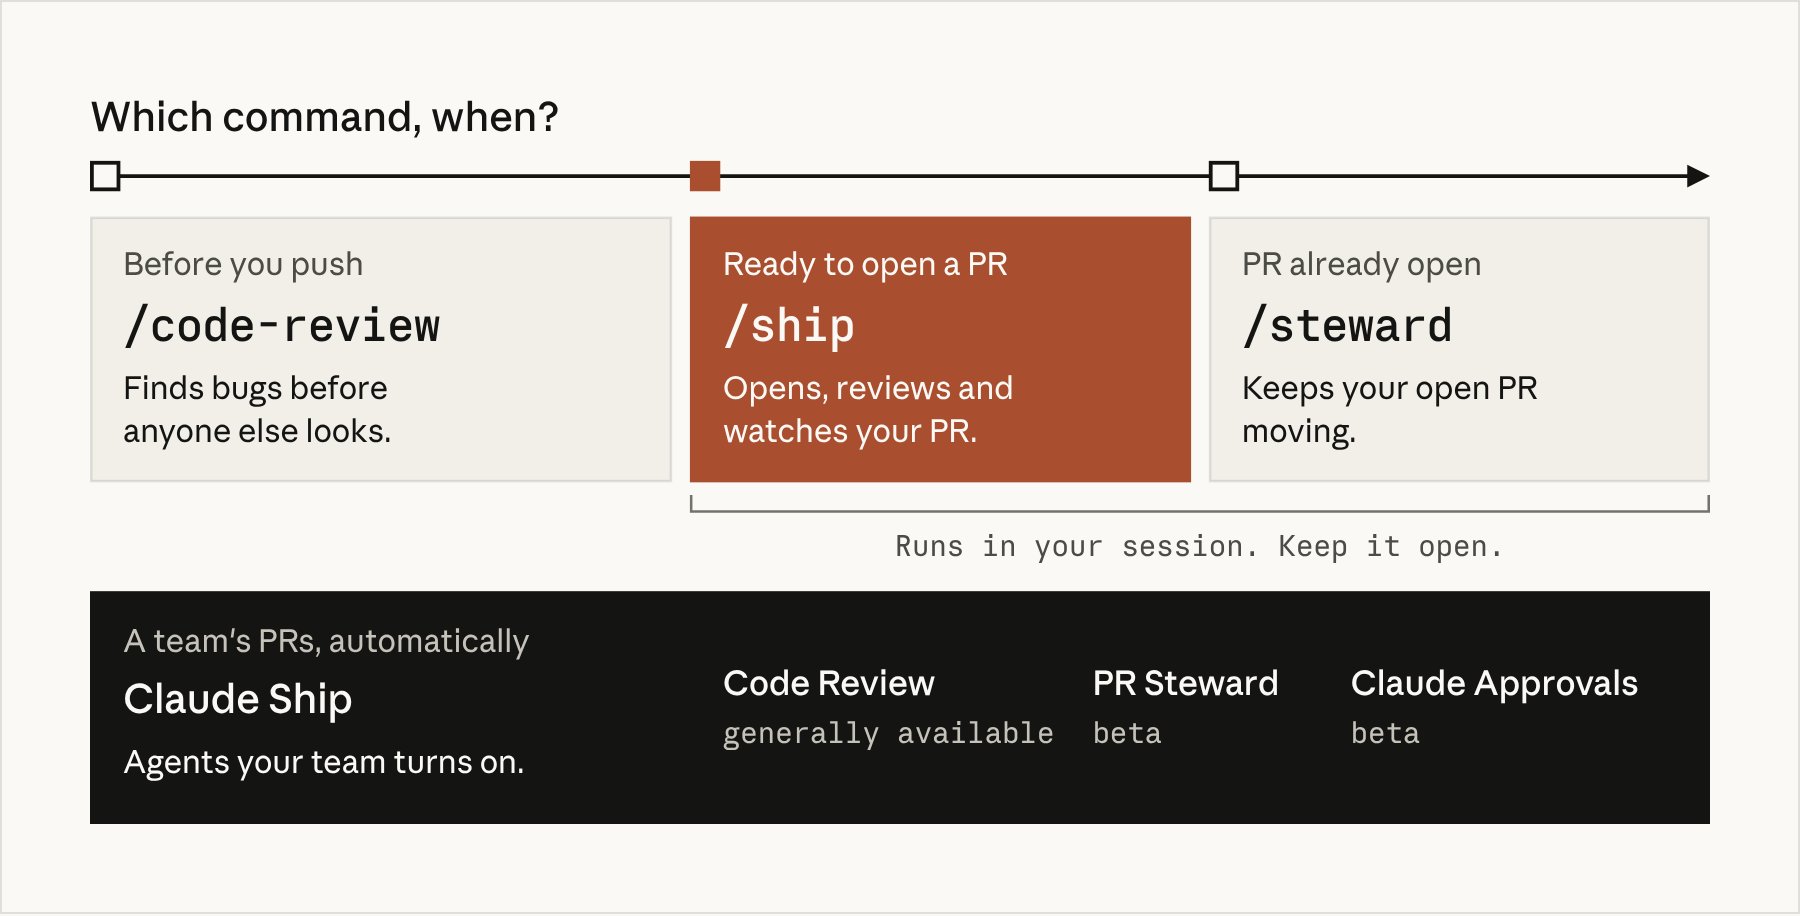 Which command, when?
Before you push
/code-review
Finds bugs before
anyone else looks.
Ready to open a PR
/ship
Opens, reviews and
watches your PR.
PR already open
/steward
Keeps your open PR
moving.
Runs in your session. Keep it open.
A team's PRs, automatically
Claude Ship
Agents your team turns on.
Code Review
generally available
PR Steward
beta
Claude Approvals
beta